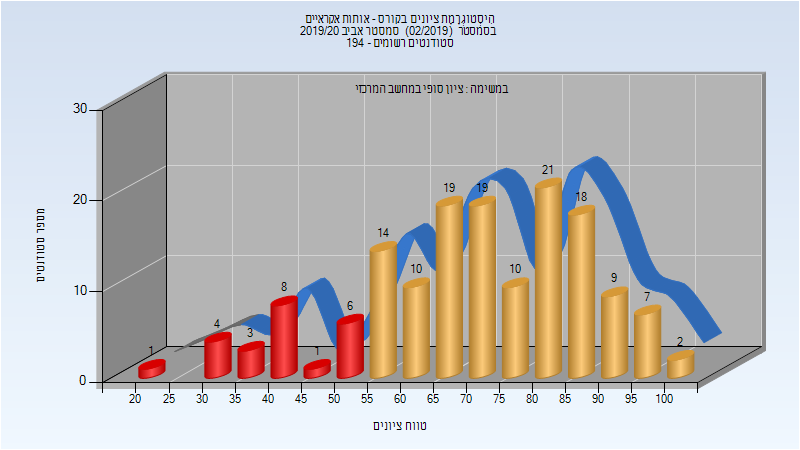 היסטוגרמת ציונים בקורס - אותות אקראיים
בסמסטר (02/2019) סמסטר אביב 2019/20
סטודנטים רשומים - 194
במשימה : ציון סופי במחשב המרכזי
מספר סטודנטים
30
20
10
0
1
4
3
8
1
6
14
10
19
19
10
21
18
9
7
2
20 25 30 35 40 45 50 55 60 65 70 75 80 85 90 95 100
טווח ציונים